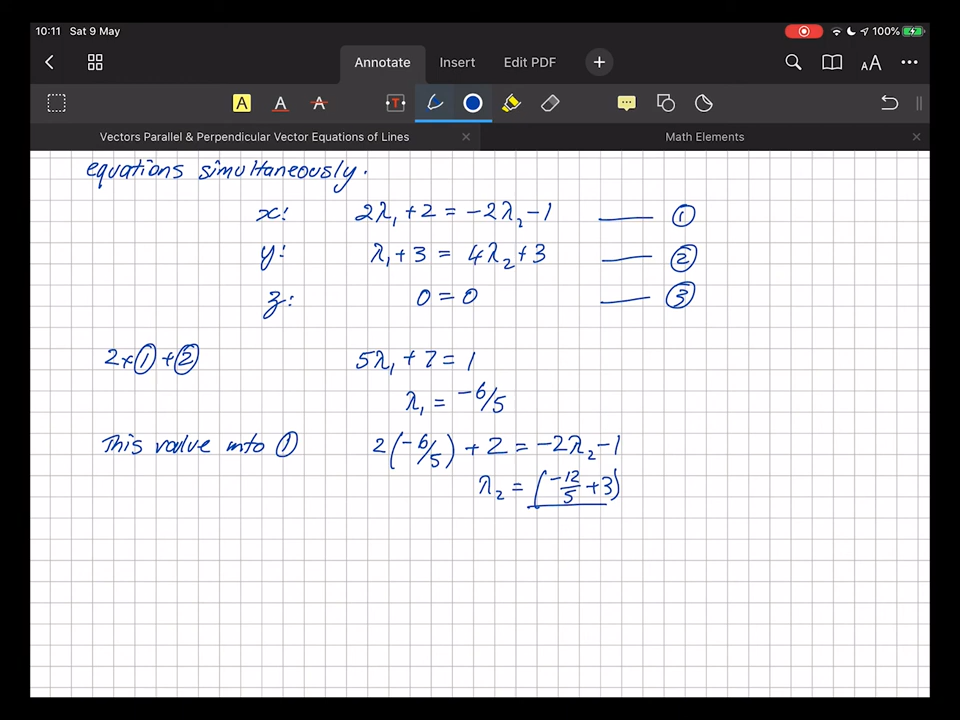 10:11 Sat 9 May 100%
Annotate Insert Edit PDF
AA
A A A T
Vectors Parallel & Perpendicular Vector Equations of Lines × Math Elements ×
equations simultaneously.
x: 2λ₁ + 2 = -2λ₂ - 1 —— ①
y: λ₁ + 3 = 4λ₂ + 3 —— ②
z: 0 = 0 —— ③
2×① + ② 5λ₁ + 7 = 1
λ₁ = -6/5
This value into ① 2(-6/5) + 2 = -2λ₂ - 1
λ₂ = (-12/5 + 3)